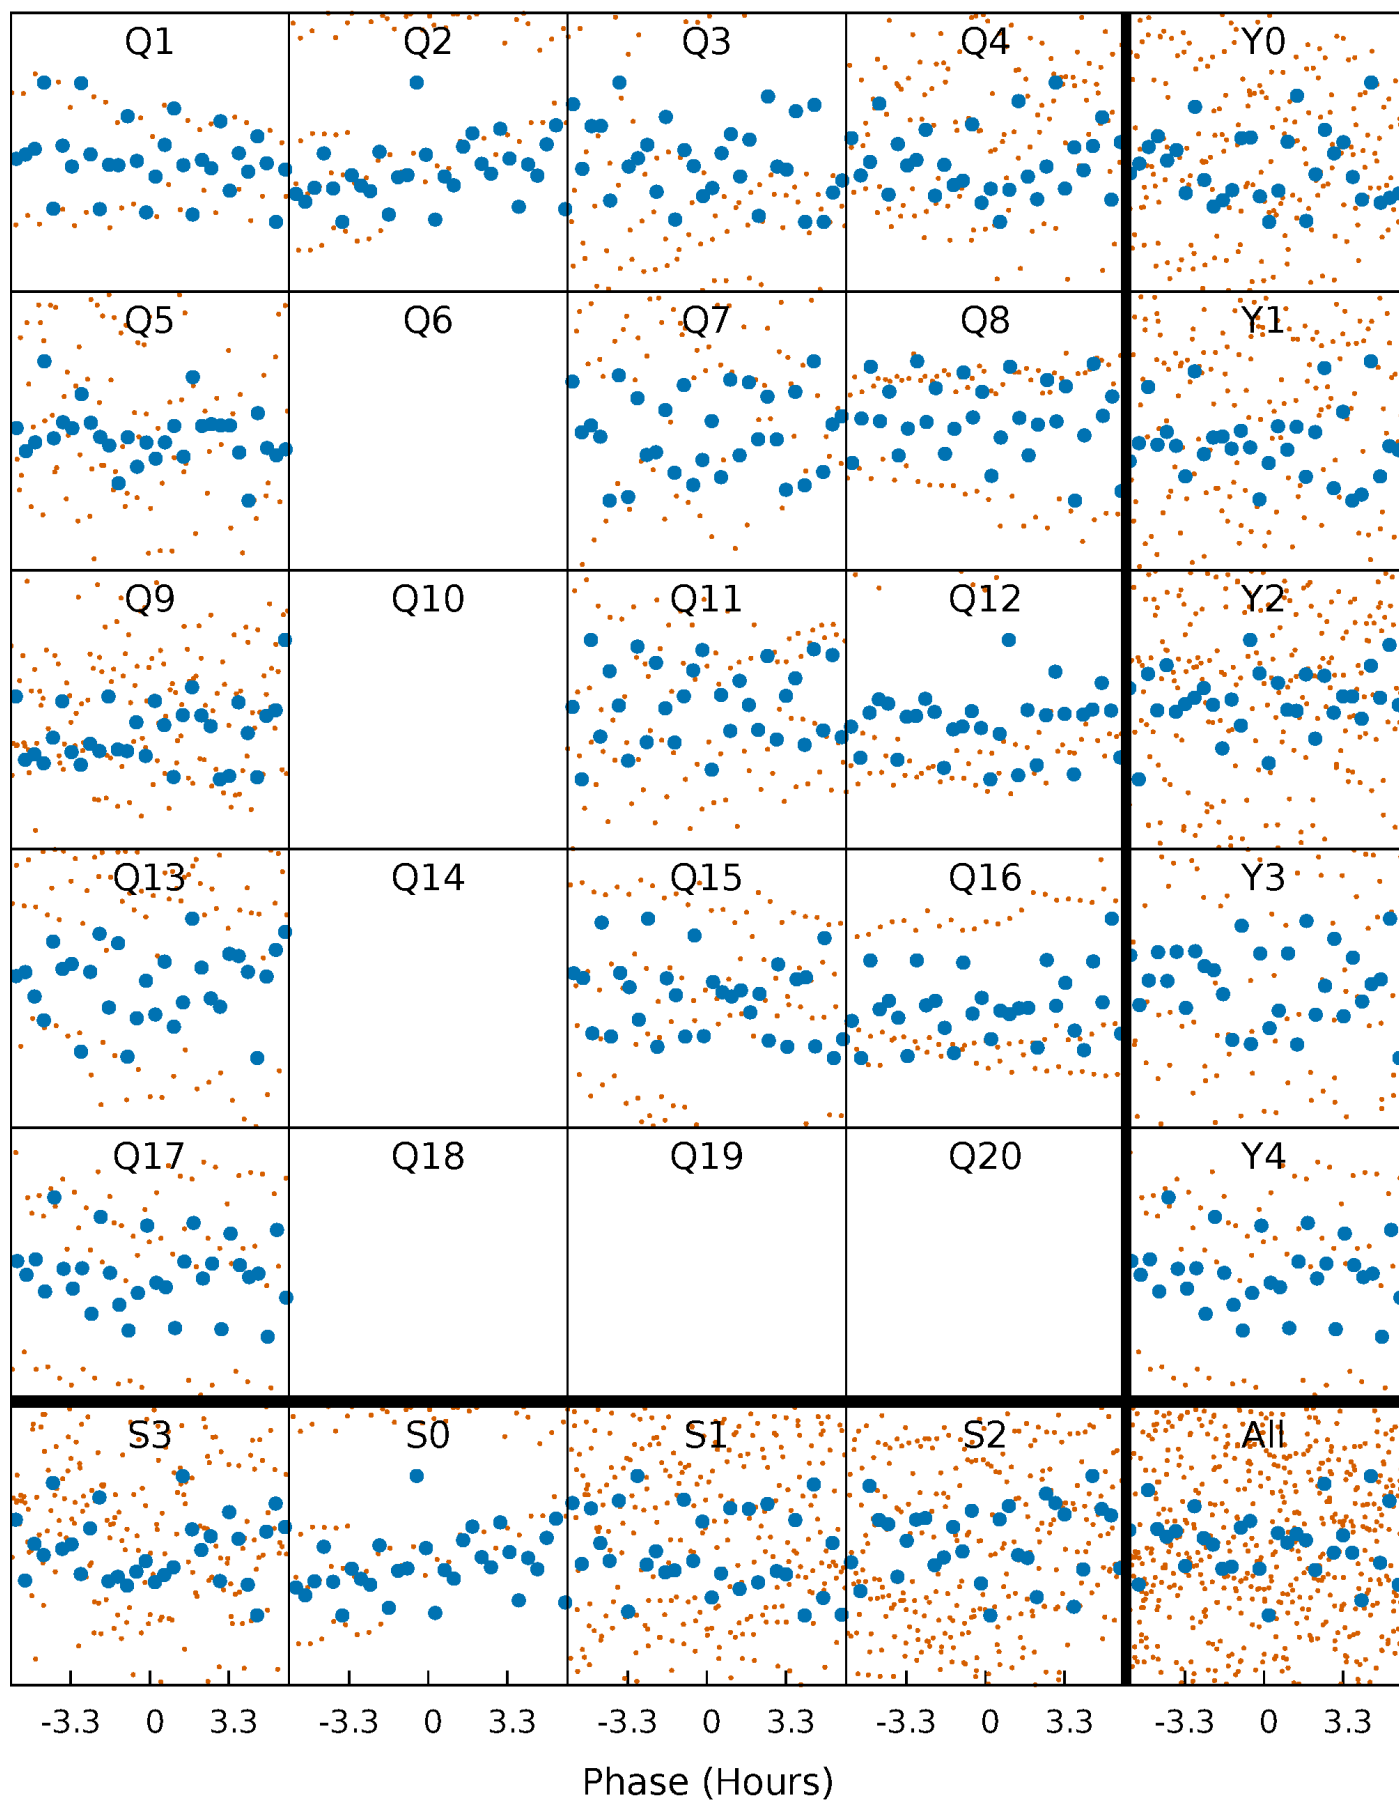 Q1 Q2 Q3 Q4 Y0
Q5 Q6 Q7 Q8 Y1
Q9 Q10 Q11 Q12 Y2
Q13 Q14 Q15 Q16 Y3
Q17 Q18 Q19 Q20 Y4
S3 S0 S1 S2 All
-3.3 0 3.3 -3.3 0 3.3 -3.3 0 3.3 -3.3 0 3.3 -3.3 0 3.3
Phase (Hours)